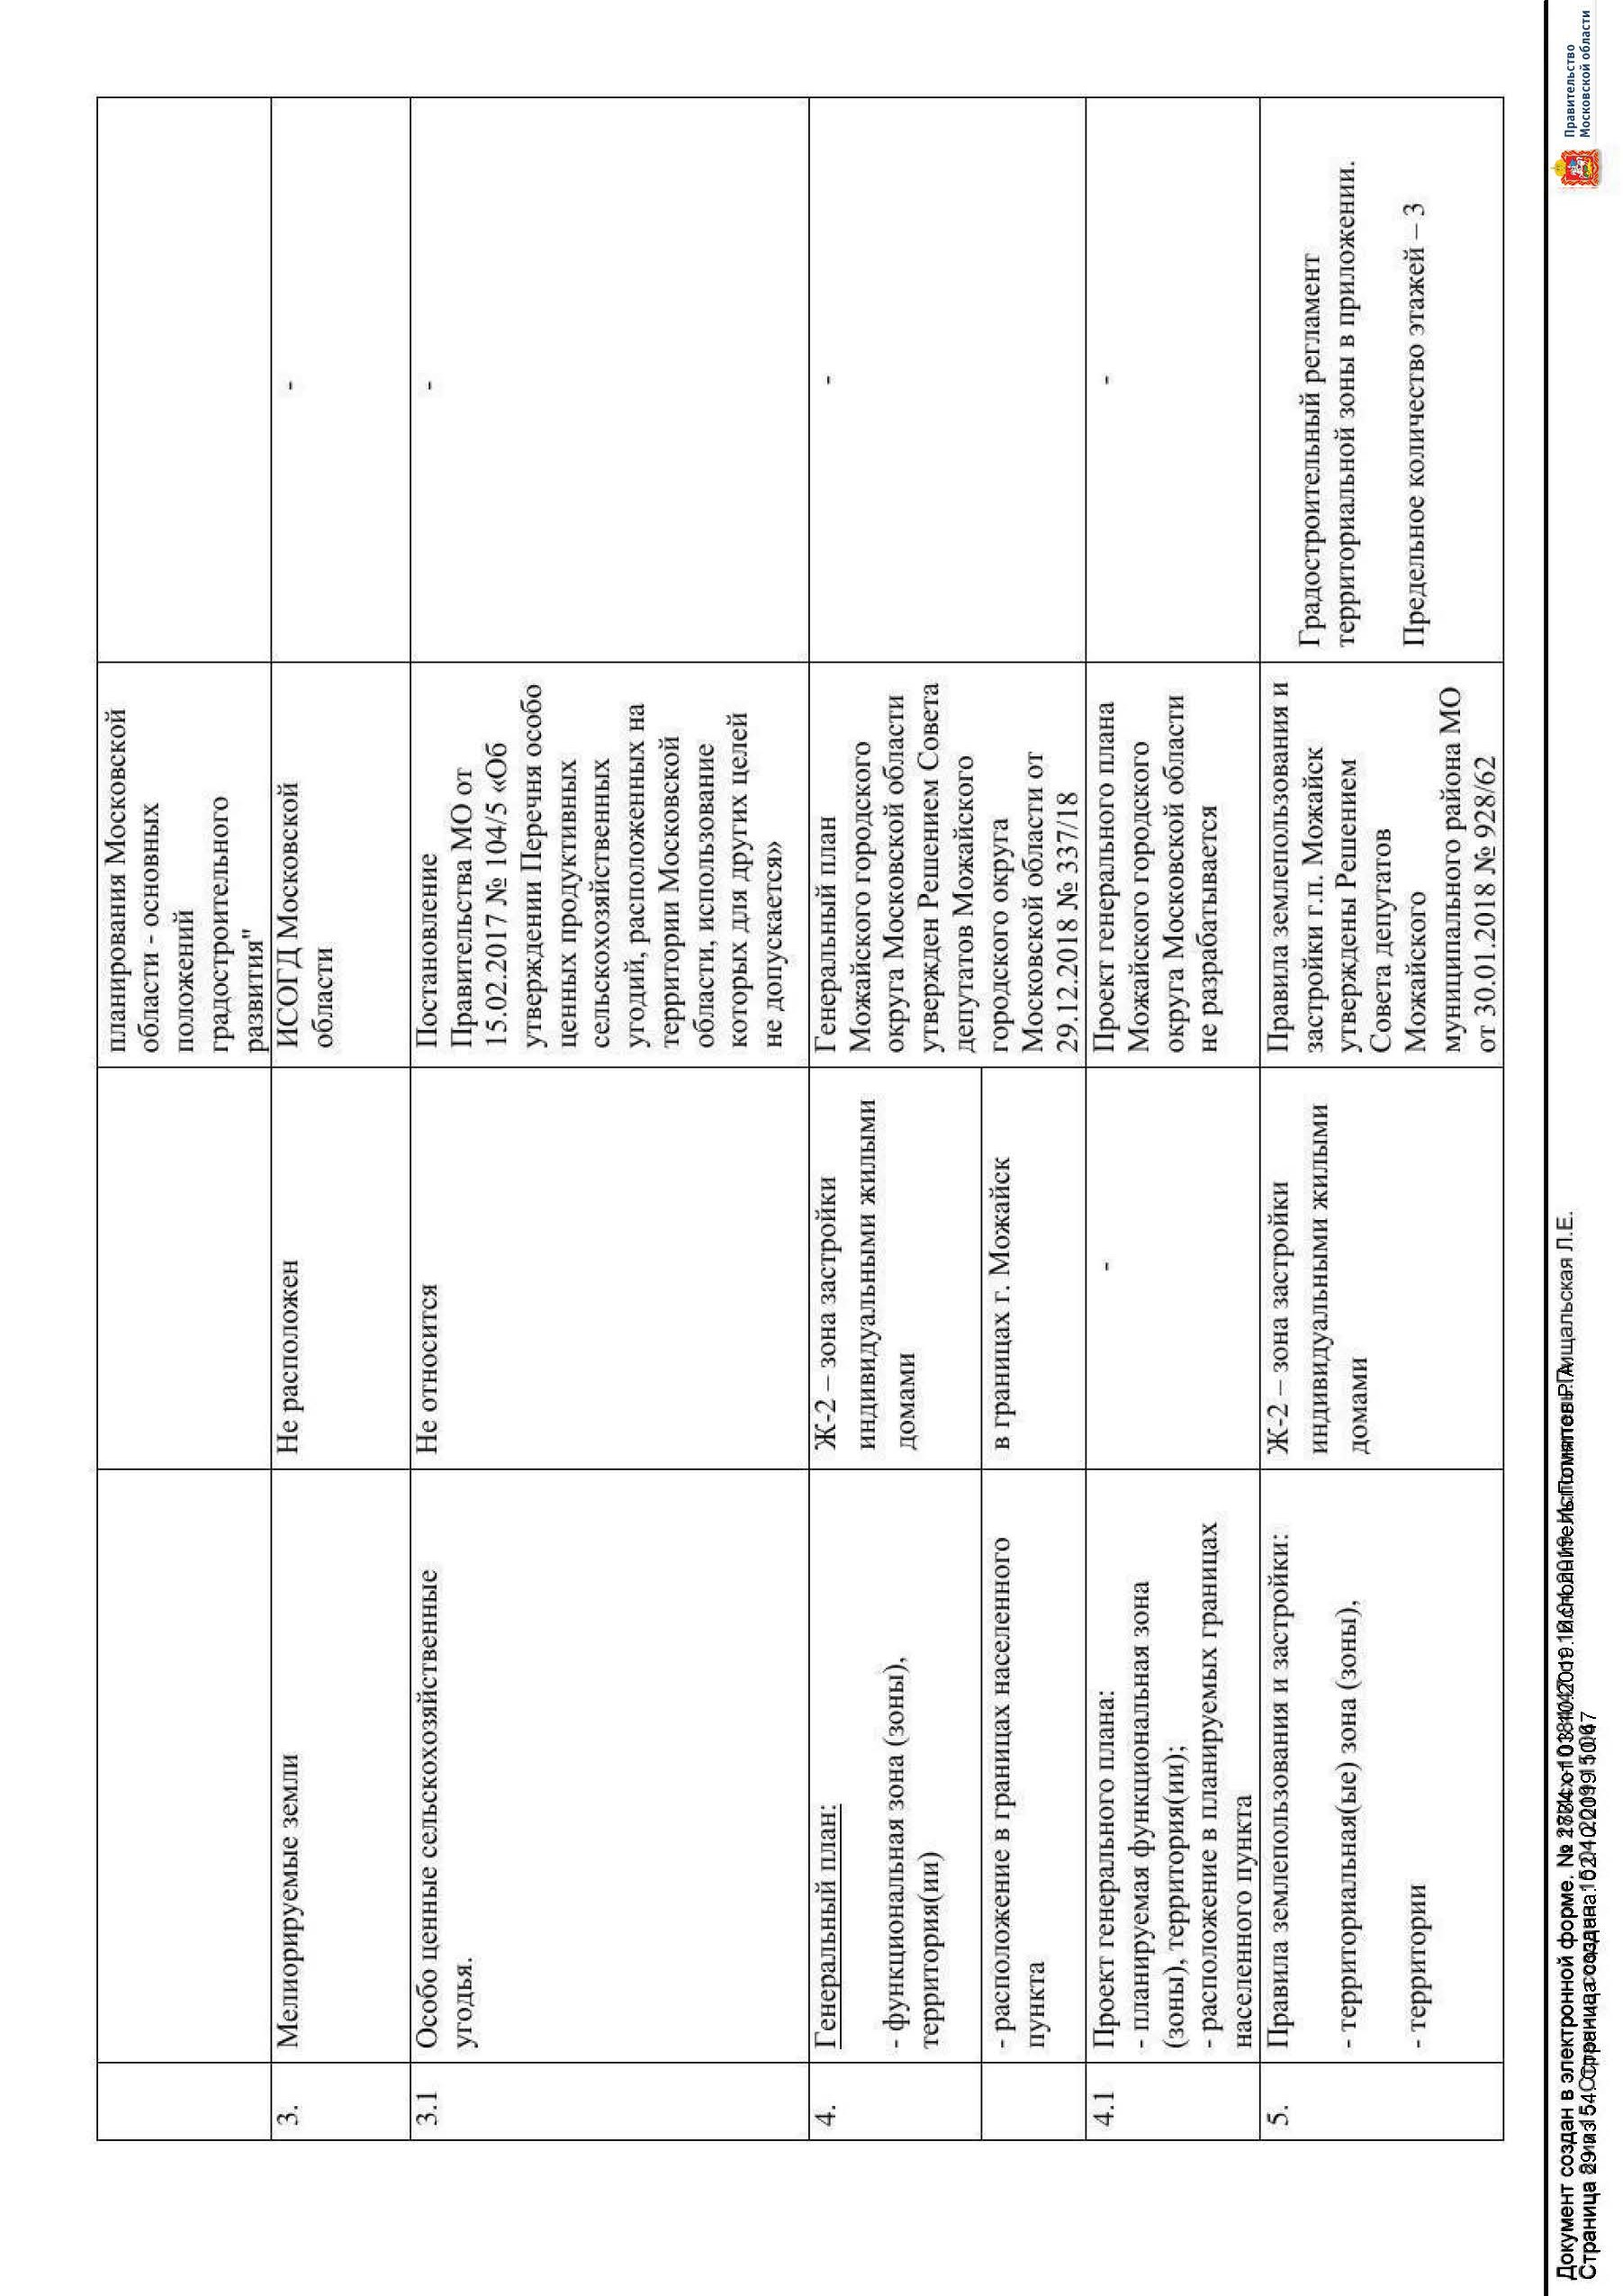 планирования Московской
области - основных
положений
градостроительного
развития"
3.
Мелиорируемые земли
Не расположен
ИСОГД Московской
области
-
3.1
Особо ценные сельскохозяйственные
угодья.
Не относится
Постановление
Правительства МО от
15.02.2017 № 104/5 «Об
утверждении Перечня особо
ценных продуктивных
сельскохозяйственных
угодий, расположенных на
территории Московской
области, использование
которых для других целей
не допускается»
-
4.
Генеральный план:
- функциональная зона (зоны),
территория(ии)
Ж-2 – зона застройки
индивидуальными жилыми
домами
- расположение в границах населенного
пункта
в границах г. Можайск
Генеральный план
Можайского городского
округа Московской области
утвержден Решением Совета
депутатов Можайского
городского округа
Московской области от
29.12.2018 № 337/18
-
4.1
Проект генерального плана:
- планируемая функциональная зона
(зоны), территория(ии);
- расположение в планируемых границах
населенного пункта
-
Проект генерального плана
Можайского городского
округа Московской области
не разрабатывается
-
5.
Правила землепользования и застройки:
- территориальная(ые) зона (зоны),
- территории
Ж-2 – зона застройки
индивидуальными жилыми
домами
Правила землепользования и
застройки г.п. Можайск
утверждены Решением
Совета депутатов
Можайского
муниципального района МО
от 30.01.2018 № 928/62
Градостроительный регламент
территориальной зоны в приложении.
Предельное количество этажей – 3
Документ создан в электронной форме. №
Страница
Правительство
Московской области